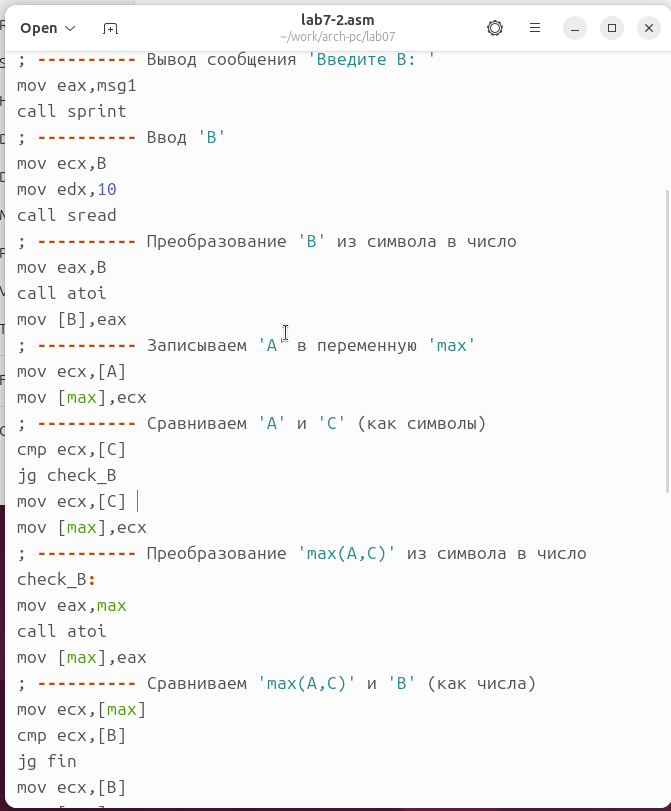 Open
lab7-2.asm
~/work/arch-pc/lab07
; ---------- Вывод сообщения 'Введите B: '
mov eax,msg1
call sprint
; ---------- Ввод 'B'
mov ecx,B
mov edx,10
call sread
; ---------- Преобразование 'B' из символа в число
mov eax,B
call atoi
mov [B],eax
; ---------- Записываем 'A' в переменную 'max'
mov ecx,[A]
mov [max],ecx
; ---------- Сравниваем 'A' и 'C' (как символы)
cmp ecx,[C]
jg check_B
mov ecx,[C]
mov [max],ecx
; ---------- Преобразование 'max(A,C)' из символа в число
check_B:
mov eax,max
call atoi
mov [max],eax
; ---------- Сравниваем 'max(A,C)' и 'B' (как числа)
mov ecx,[max]
cmp ecx,[B]
jg fin
mov ecx,[B]